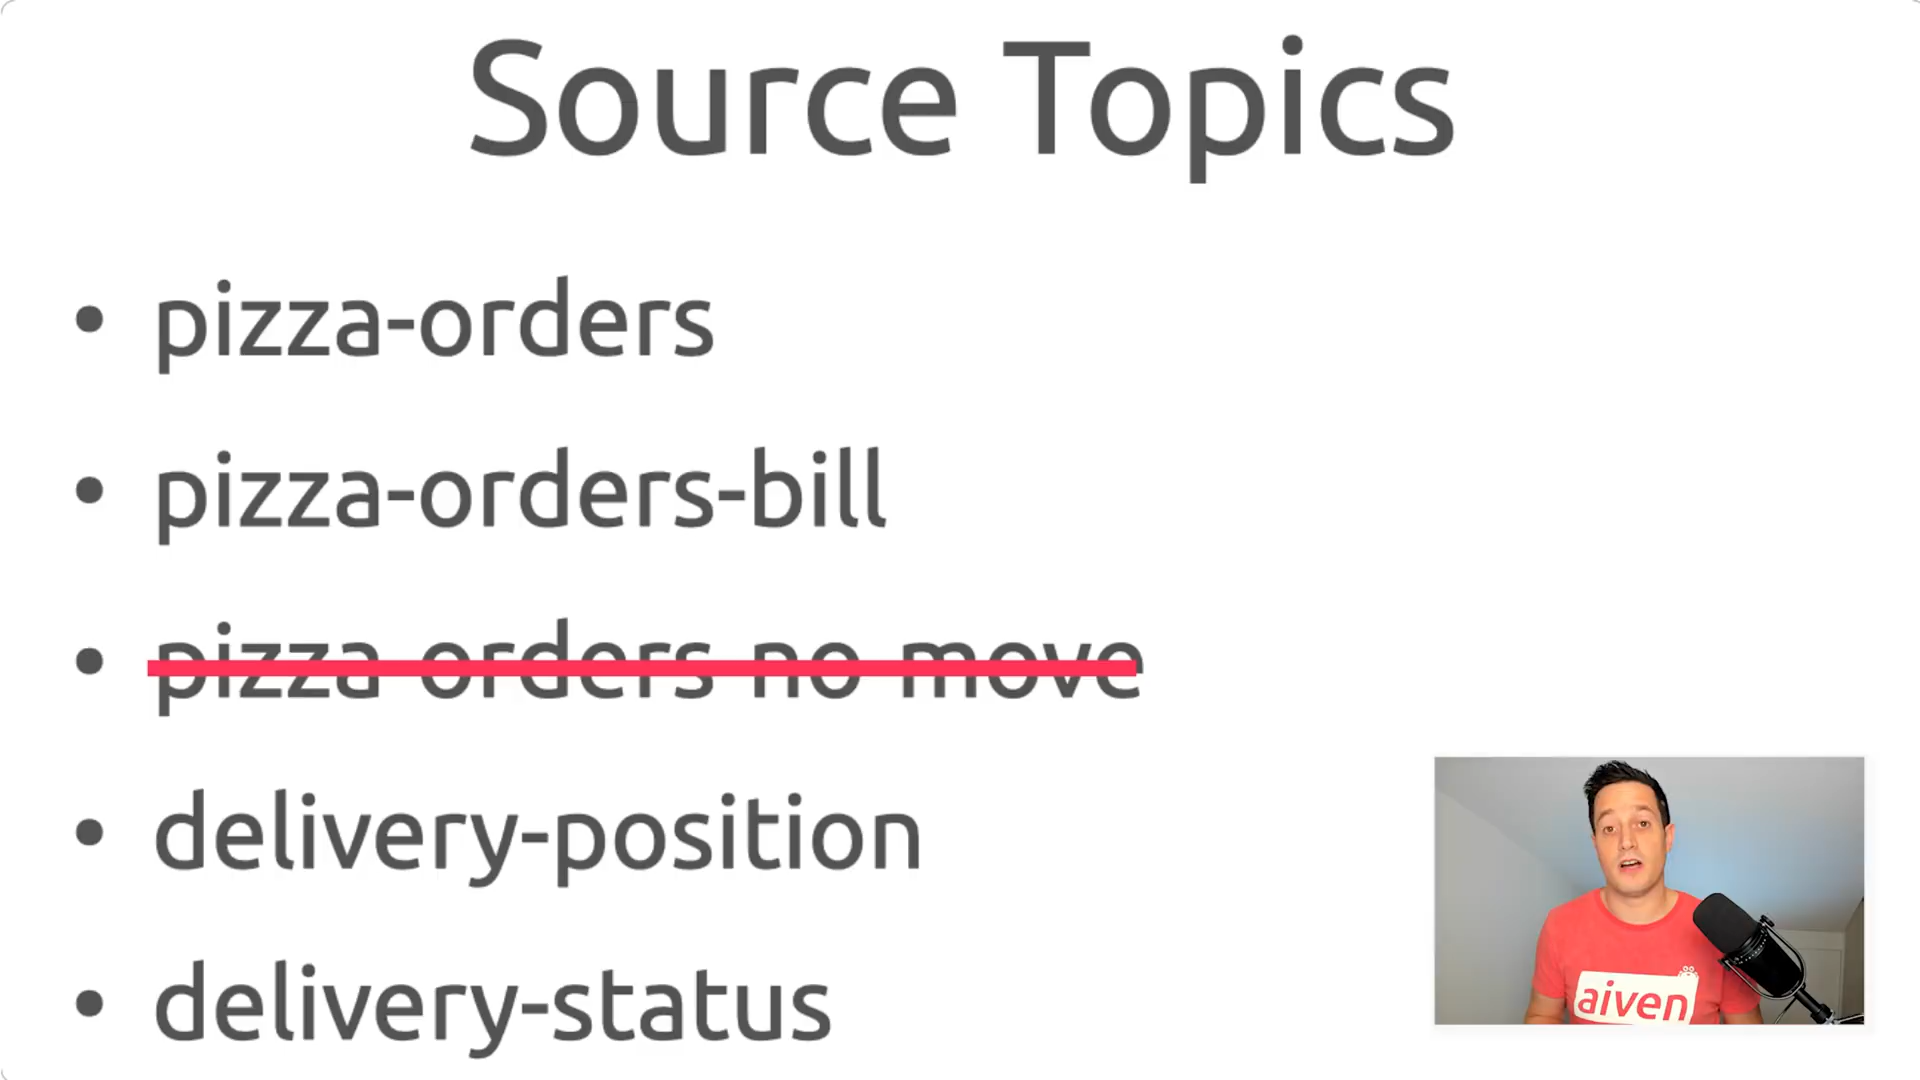 Source Topics
• pizza-orders
• pizza-orders-bill
• pizza-orders-no-move
• delivery-position
• delivery-status
aiven